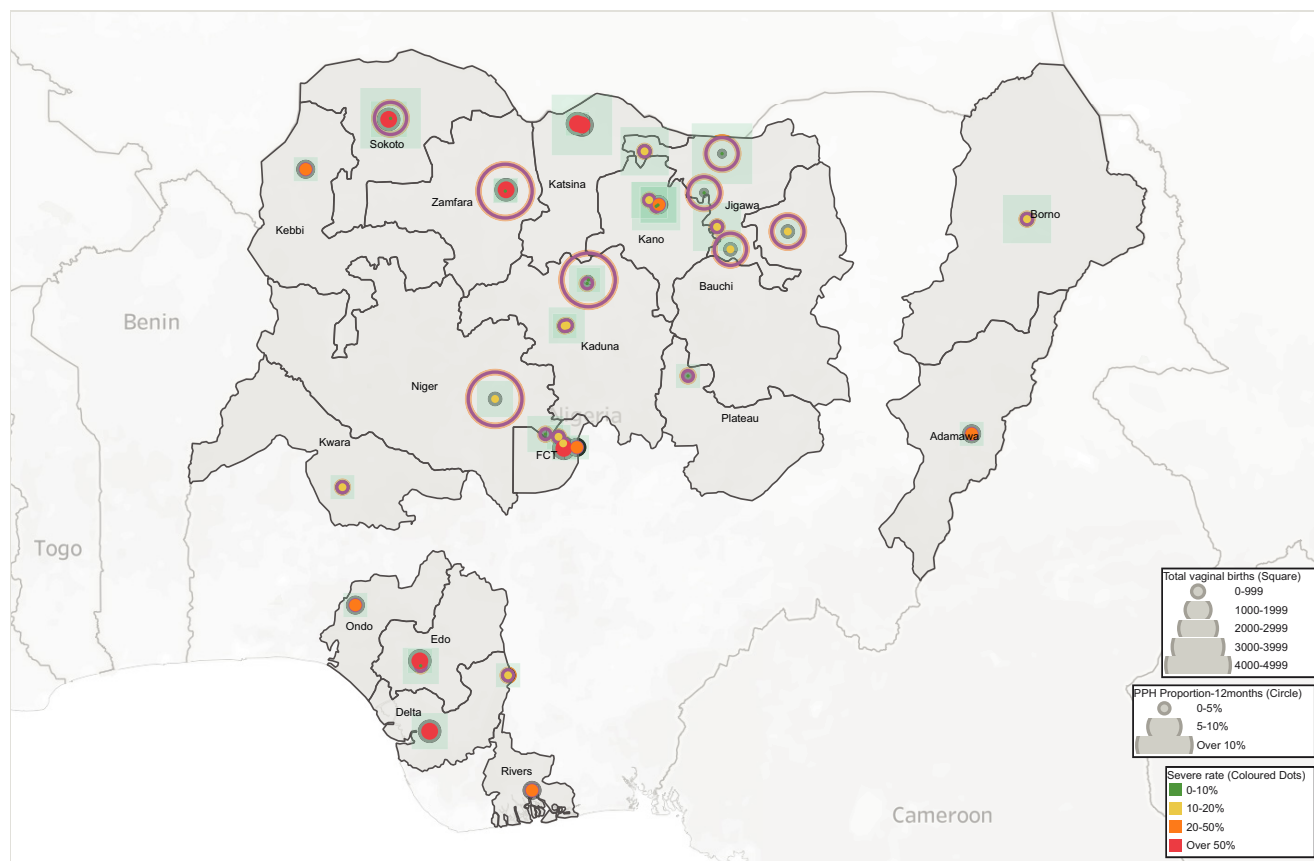 Sokoto
Katsina
Zamfara
Jigawa
Borno
Kebbi
Kano
Bauchi
Benin
Kaduna
Niger
Nigeria
Plateau
Kwara
FCT
Adamawa
Togo
Ondo
Edo
Delta
Rivers
Cameroon
Total vaginal births (Square)
0-999
1000-1999
2000-2999
3000-3999
4000-4999
PPH Proportion-12months (Circle)
0-5%
5-10%
Over 10%
Severe rate (Coloured Dots)
0-10%
10-20%
20-50%
Over 50%